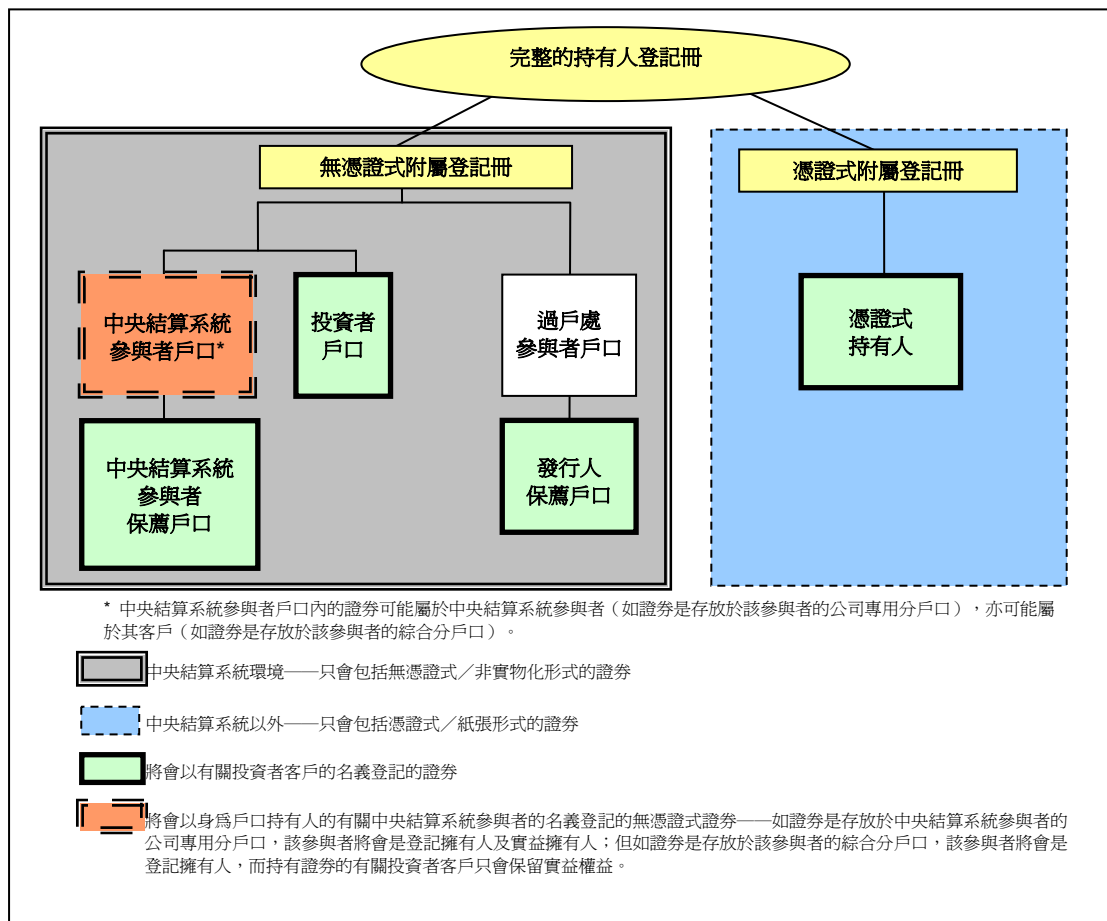 完整的持有人登記冊
無憑證式附屬登記冊
憑證式附屬登記冊
中央結算系統
參與者戶口*
投資者
戶口
過戶處
參與者戶口
憑證式
持有人
中央結算系統
參與者
保薦戶口
發行人
保薦戶口
* 中央結算系統參與者戶口內的證券可能屬於中央結算系統參與者(如證券是存放於該參與者的公司專用分戶口),亦可能屬
於其客戶(如證券是存放於該參與者的綜合分戶口)。
中央結算系統環境──只會包括無憑證式╱非實物化形式的證券
中央結算系統以外──只會包括憑證式╱紙張形式的證券
將會以有關投資者客戶的名義登記的證券
將會以身爲戶口持有人的有關中央結算系統參與者的名義登記的無憑證式證券──如證券是存放於中央結算系統參與者的
公司專用分戶口,該參與者將會是登記擁有人及實益擁有人;但如證券是存放於該參與者的綜合分戶口,該參與者將會是
登記擁有人,而持有證券的有關投資者客戶只會保留實益權益。